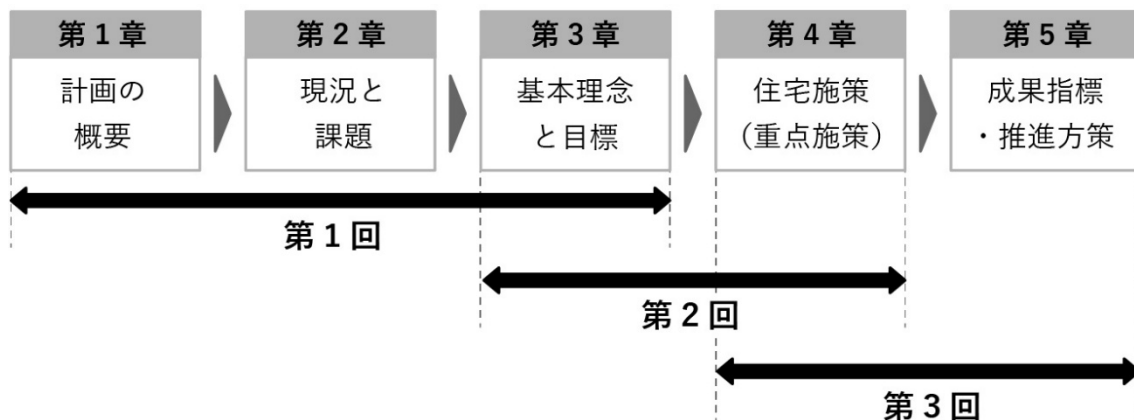 第1章
計画の
概要
第2章
現況と
課題
第3章
基本理念
と目標
第4章
住宅施策
(重点施策)
第5章
成果指標
・推進方策
第1回
第2回
第3回